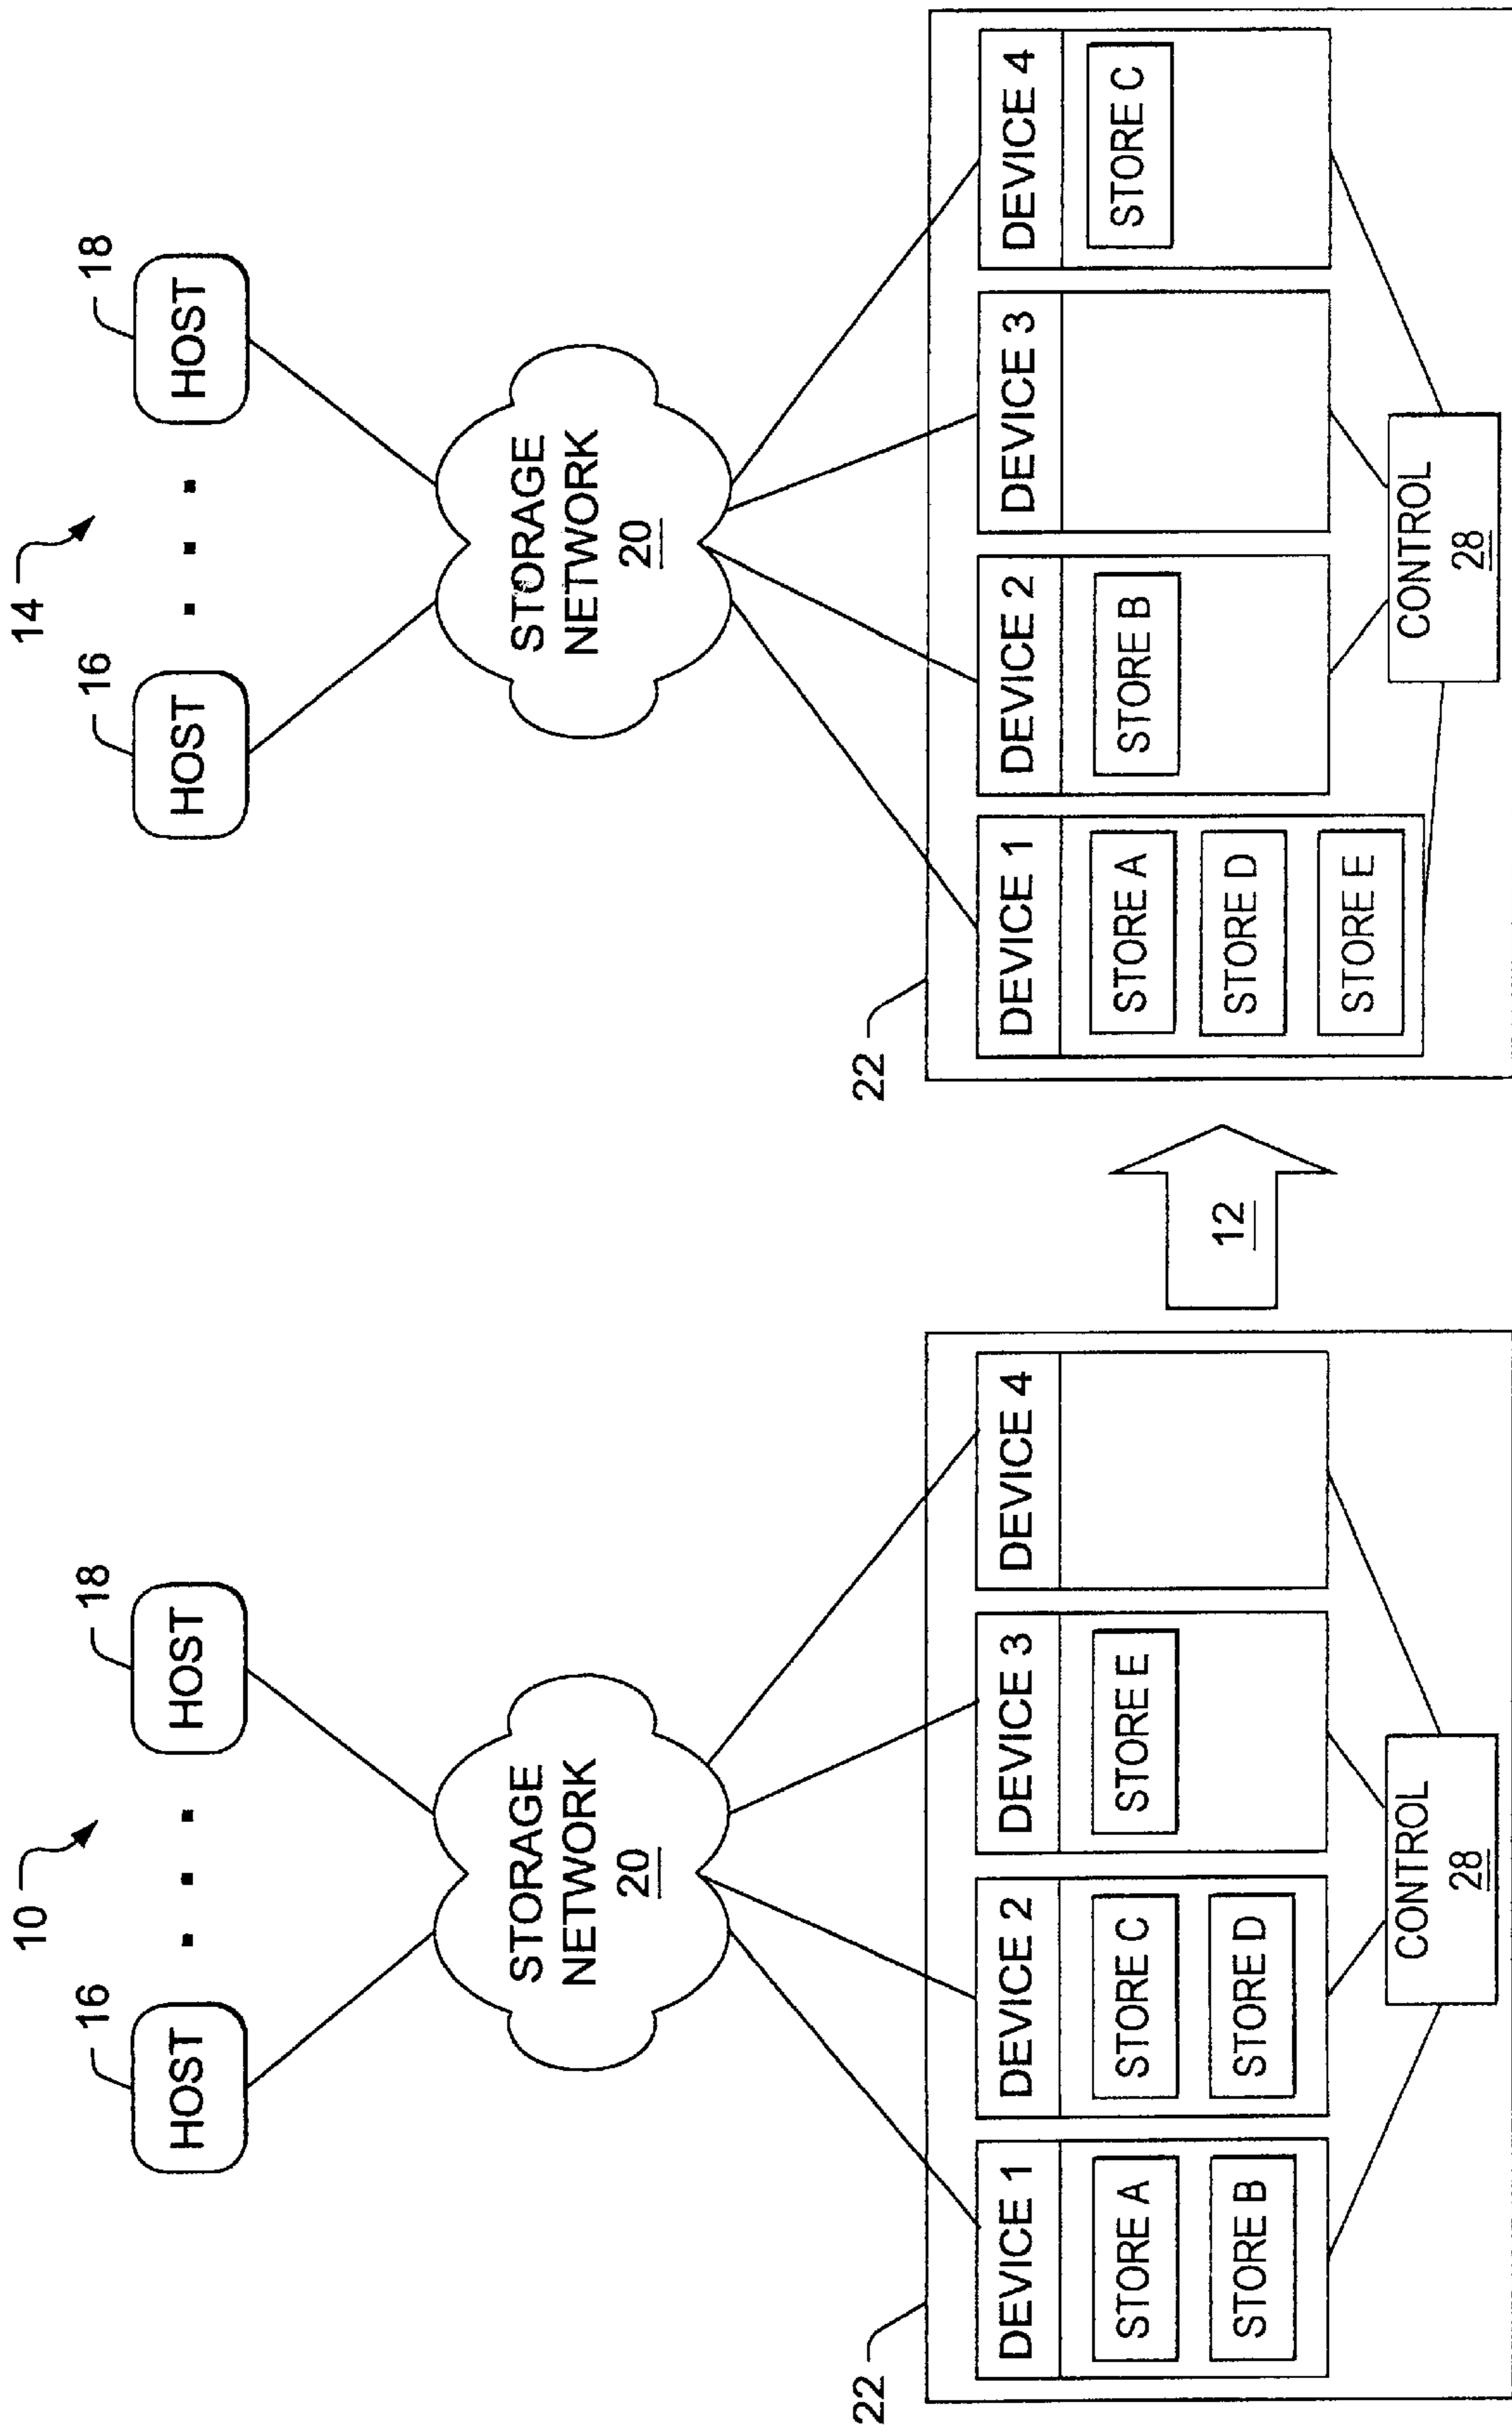 10
16
18
HOST
HOST
STORAGE
NETWORK
20
22
DEVICE 1
DEVICE 2
DEVICE 3
DEVICE 4
STORE A
STORE C
STORE E
STORE B
STORE D
CONTROL
28
12
14
16
18
HOST
HOST
STORAGE
NETWORK
20
22
DEVICE 1
DEVICE 2
DEVICE 3
DEVICE 4
STORE A
STORE B
STORE C
STORE D
STORE E
CONTROL
28